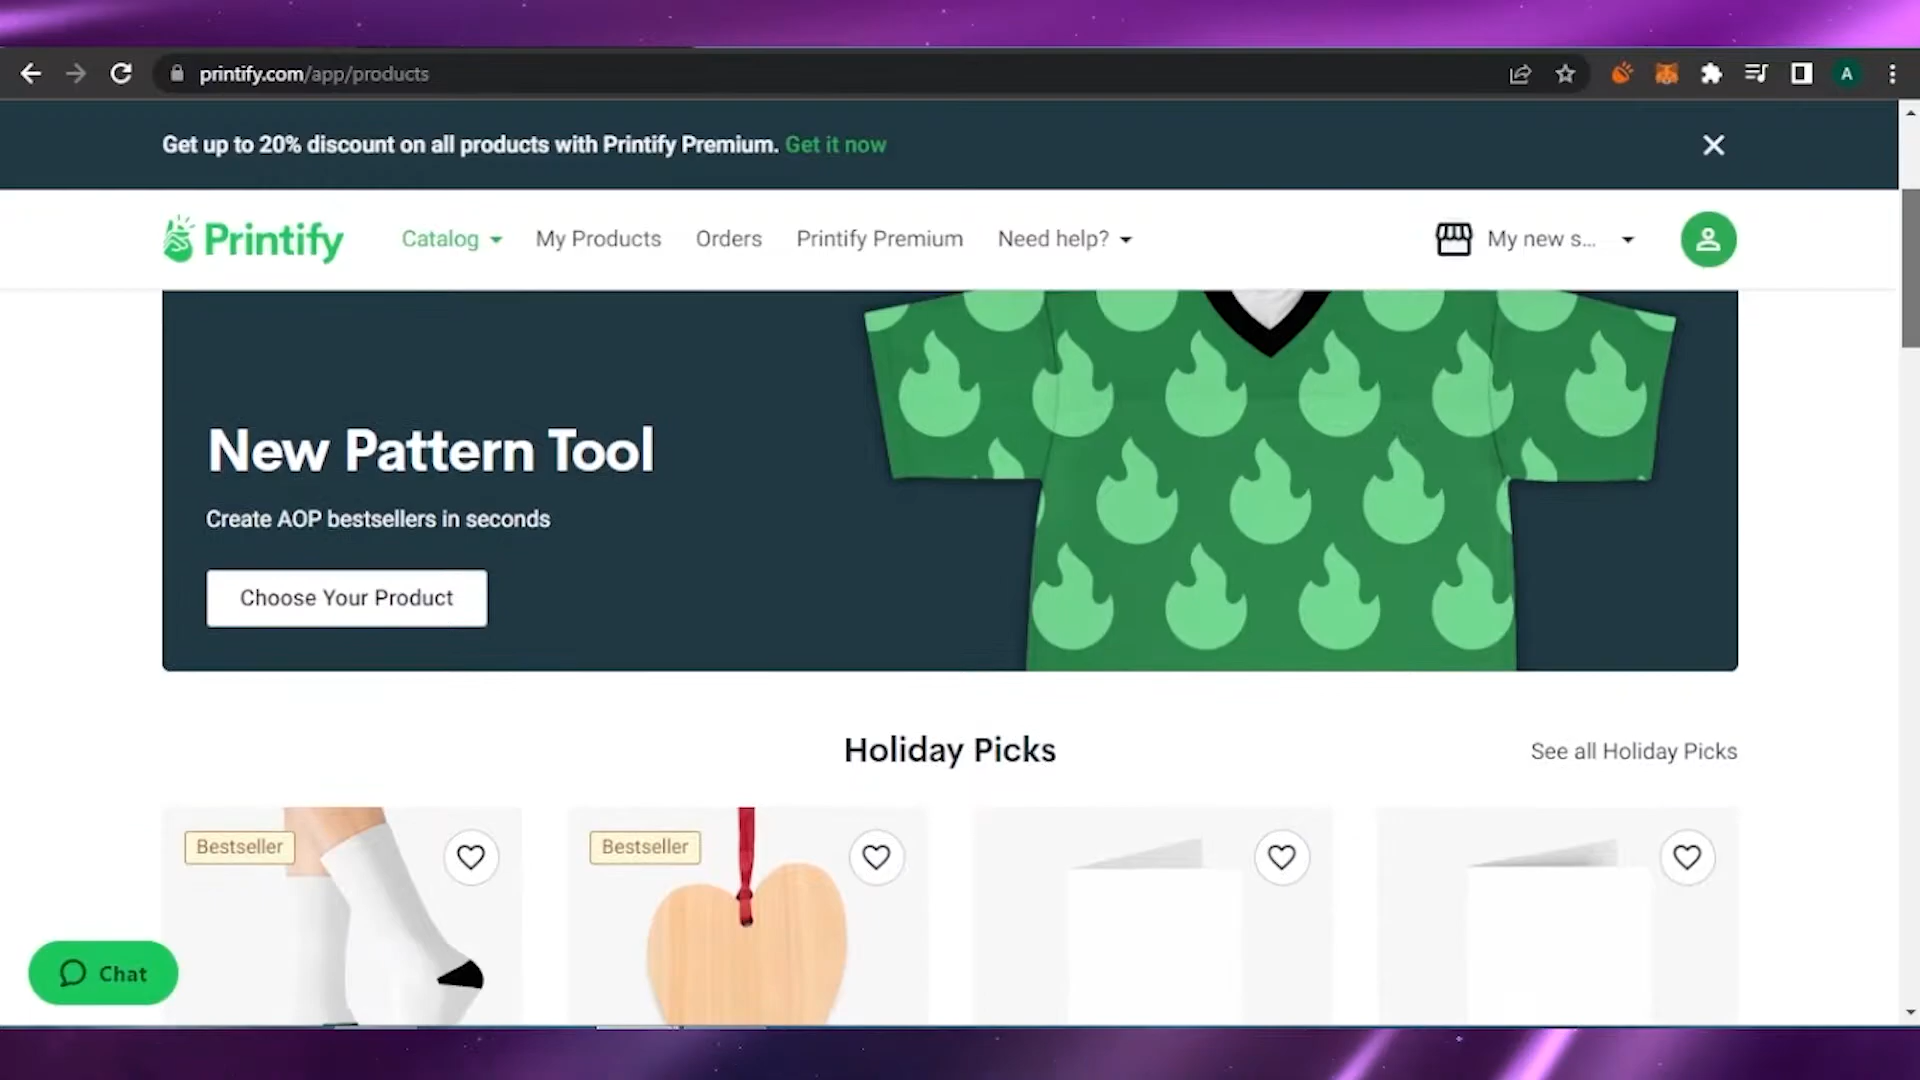 printify.com/app/products
A
Get up to 20% discount on all products with Printify Premium. Get it now
Printify
Catalog
My Products
Orders
Printify Premium
Need help?
My new s...
New Pattern Tool
Create AOP bestsellers in seconds
Choose Your Product
Holiday Picks
See all Holiday Picks
Bestseller
Bestseller
Chat